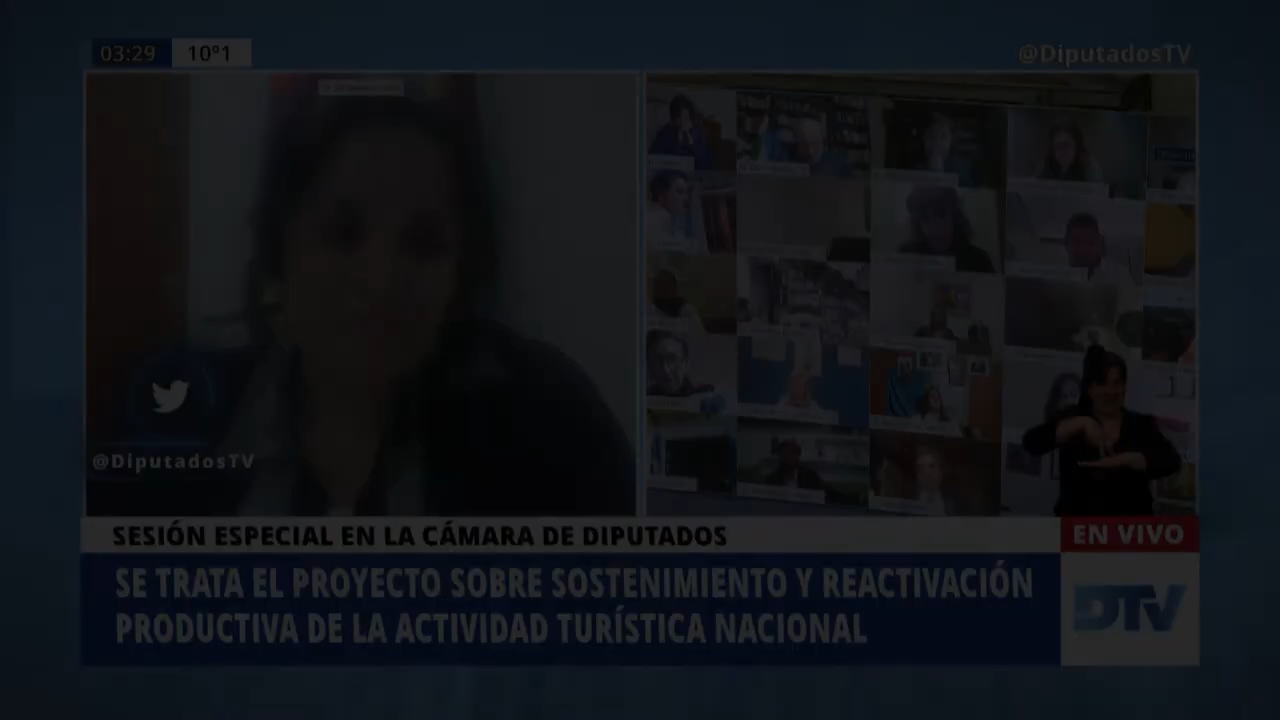 03:29 10°1
@DiputadosTV
@DiputadosTV
SESIÓN ESPECIAL EN LA CÁMARA DE DIPUTADOS
EN VIVO
SE TRATA EL PROYECTO SOBRE SOSTENIMIENTO Y REACTIVACIÓN
PRODUCTIVA DE LA ACTIVIDAD TURÍSTICA NACIONAL
DTV